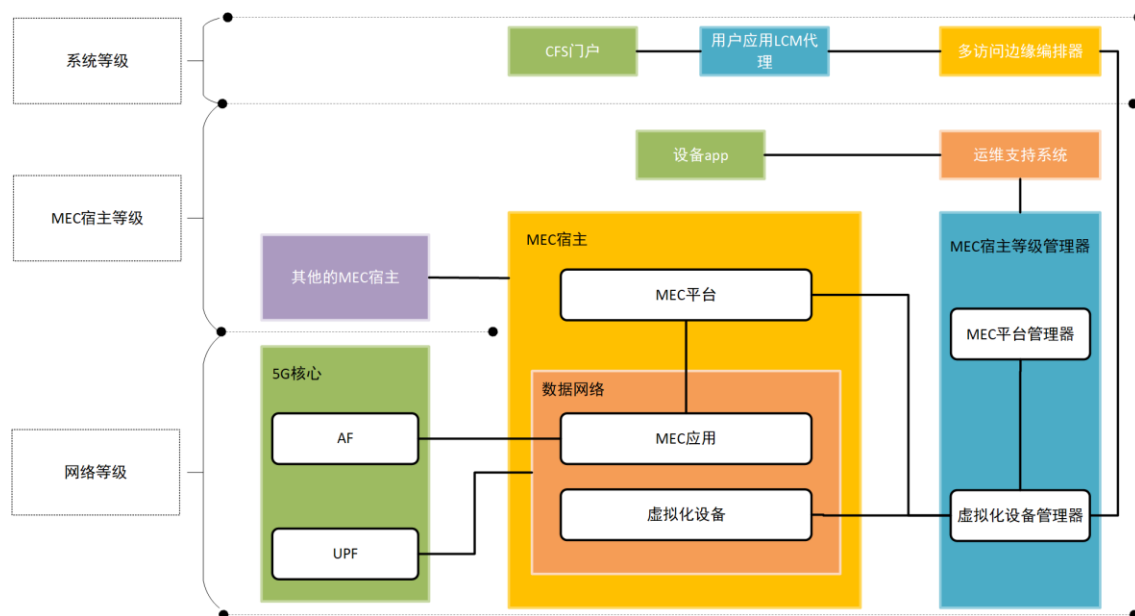 系统等级
CFS门户
用户应用LCM代
理
多访问边缘编排器
设备app
运维支持系统
MEC宿主等级
其他的MEC宿主
MEC宿主
MEC平台
MEC宿主等级管理器
MEC平台管理器
网络等级
5G核心
AF
UPF
数据网络
MEC应用
虚拟化设备
虚拟化设备管理器